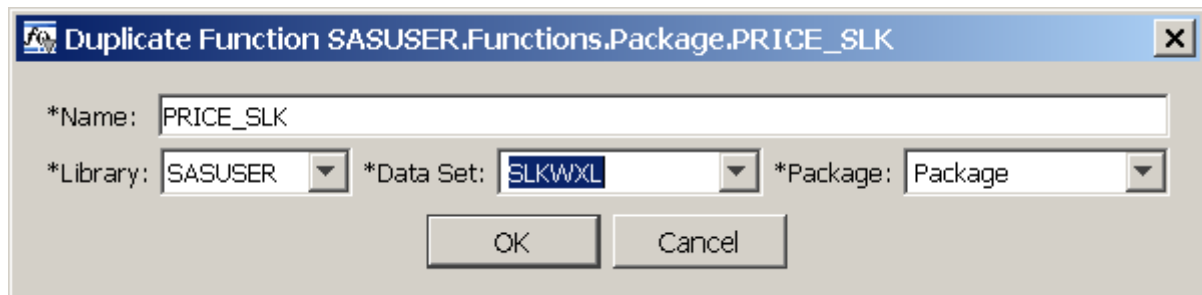 Duplicate Function SASUSER.Functions.Package.PRICE_SLK
*Name: PRICE_SLK
*Library: SASUSER *Data Set: SLKWXL *Package: Package
OK Cancel